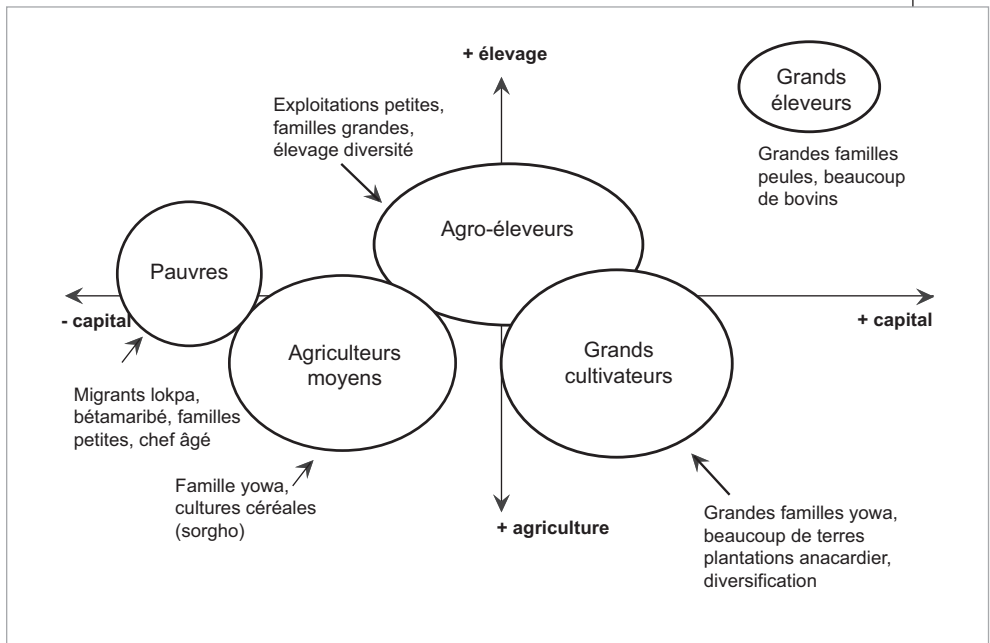 + élevage
Grands
éleveurs
Grandes familles
peules, beaucoup
de bovins
Exploitations petites,
familles grandes,
élevage diversité
Agro-éleveurs
Pauvres
- capital
+ capital
Agriculteurs
moyens
Grands
cultivateurs
Migrants lokpa,
bétamaribé, familles
petites, chef âgé
Famille yowa,
cultures céréales
(sorgho)
+ agriculture
Grandes familles yowa,
beaucoup de terres
plantations anacardier,
diversification